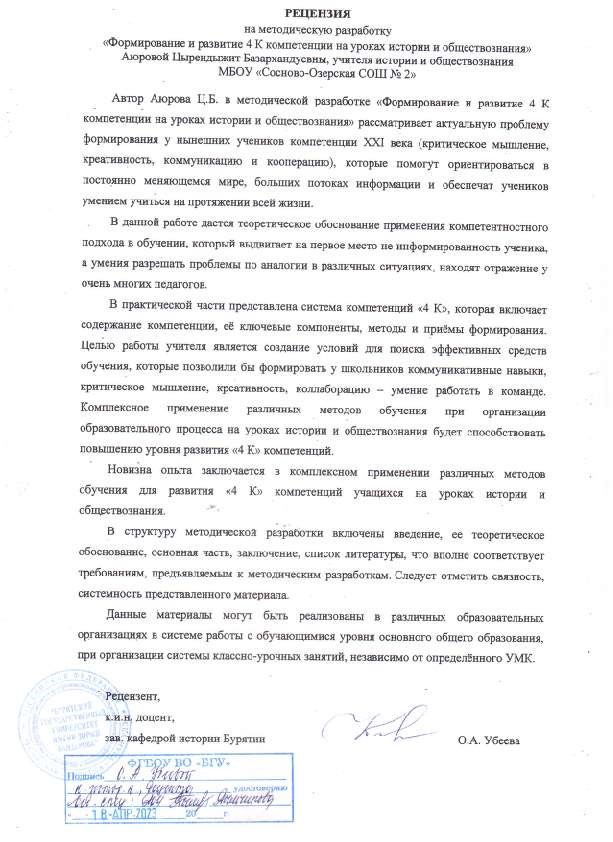 РЕЦЕНЗИЯ
на методическую разработку
«Формирование и развитие 4 К компетенции на уроках истории и обществознания»
Аюровой Цырендыжит Базархандуевны, учителя истории и обществознания
МБОУ «Сосново-Озерская СОШ № 2»
Автор Аюрова Ц.Б. в методической разработке «Формирование и развитие 4 К
компетенции на уроках истории и обществознания» рассматривает актуальную проблему
формирования у нынешних учеников компетенции XXI века (критическое мышление,
креативность, коммуникацию и кооперацию), которые помогут ориентироваться в
постоянно меняющемся мире, больших потоках информации и обеспечат учеников
умением учиться на протяжении всей жизни.
В данной работе дается теоретическое обоснование применения компетентностного
подхода в обучении, который выдвигает на первое место не информированность ученика,
а умения разрешать проблемы по аналогии в различных ситуациях, находят отражение у
очень многих педагогов.
В практической части представлена система компетенций «4 К», которая включает
содержание компетенции, её ключевые компоненты, методы и приёмы формирования.
Целью работы учителя является создание условий для поиска эффективных средств
обучения, которые позволили бы формировать у школьников коммуникативные навыки,
критическое мышление, креативность, коллаборацию – умение работать в команде.
Комплексное применение различных методов обучения при организации
образовательного процесса на уроках истории и обществознания будет способствовать
повышению уровня развития «4 К» компетенций.
Новизна опыта заключается в комплексном применении различных методов
обучения для развития «4 К» компетенций учащихся на уроках истории и
обществознания.
В структуру методической разработки включены введение, ее теоретическое
обоснование, основная часть, заключение, список литературы, что вполне соответствует
требованиям, предъявляемым к методическим разработкам. Следует отметить связность,
системность представленного материала.
Данные материалы могут быть реализованы в различных образовательных
организациях в системе работы с обучающимися уровня основного общего образования,
при организации системы классно-урочных занятий, независимо от определённого УМК.
Рецензент,
к.и.н, доцент,
зав. кафедрой истории Бурятии
О.А. Убеева
БУРЯТСКИЙ
ГОСУДАРСТВЕННЫЙ
УНИВЕРСИТЕТ
ФГБОУ ВО «БГУ»
Подпись О. А.
удостоверяю
18 АПР 2023 20 г